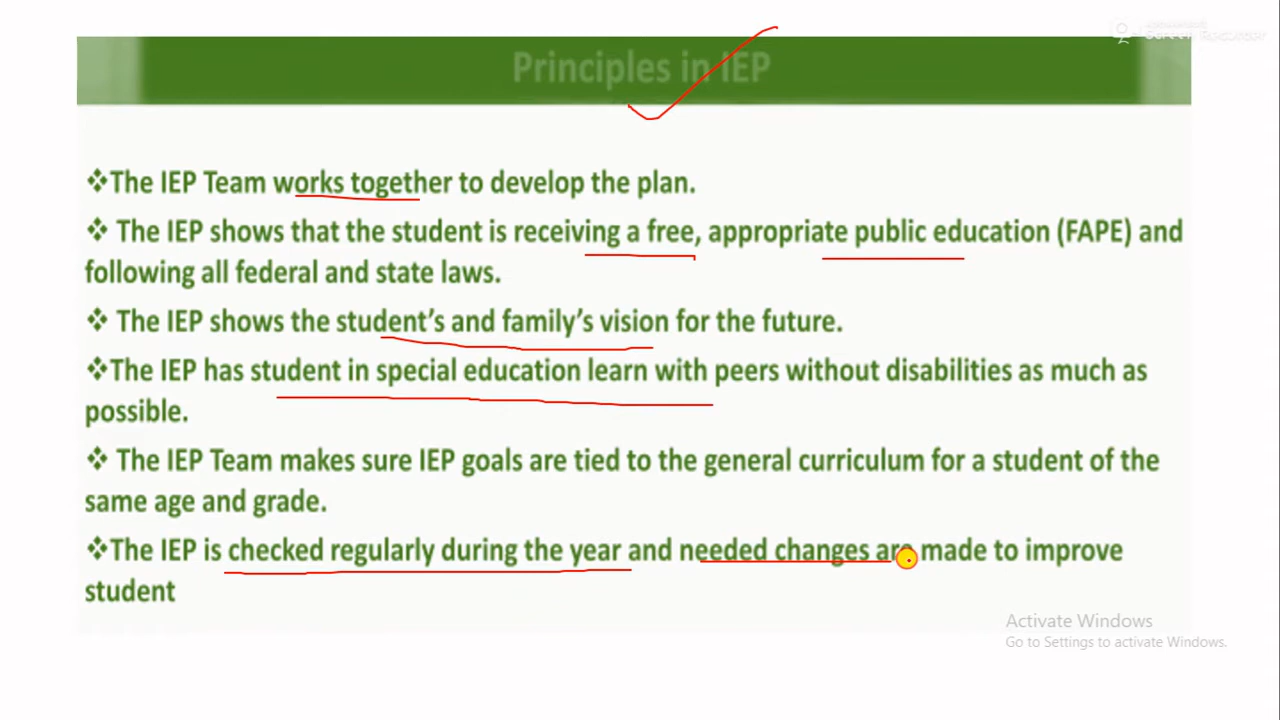 Screen Recorder
Principles in IEP
❖The IEP Team works together to develop the plan.
❖ The IEP shows that the student is receiving a free, appropriate public education (FAPE) and
following all federal and state laws.
❖ The IEP shows the student's and family's vision for the future.
❖The IEP has student in special education learn with peers without disabilities as much as
possible.
❖ The IEP Team makes sure IEP goals are tied to the general curriculum for a student of the
same age and grade.
❖The IEP is checked regularly during the year and needed changes are made to improve
student
Activate Windows
Go to Settings to activate Windows.